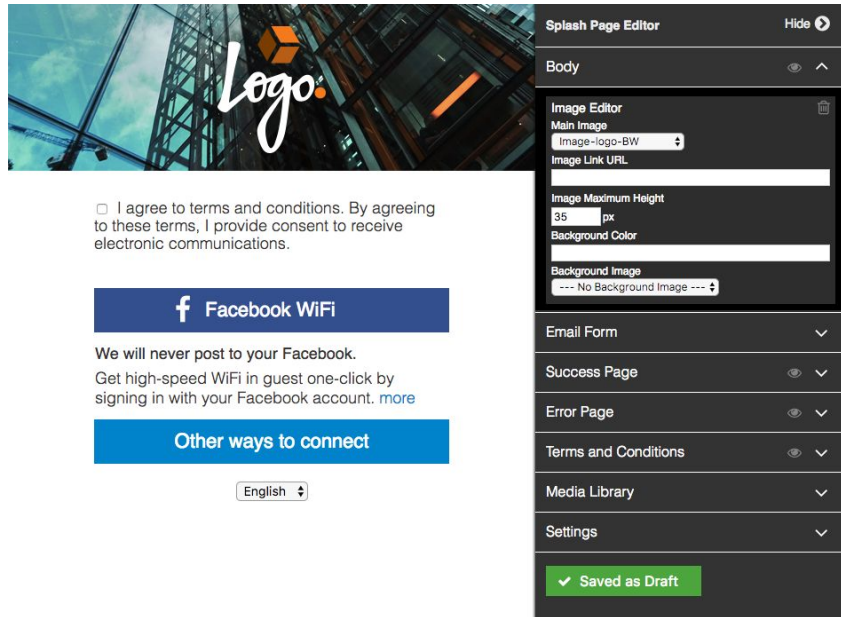 Logo.
I agree to terms and conditions. By agreeing
to these terms, I provide consent to receive
electronic communications.
f Facebook WiFi
We will never post to your Facebook.
Get high-speed WiFi in guest one-click by
signing in with your Facebook account. more
Other ways to connect
English
Splash Page Editor
Hide
Body
Image Editor
Main Image
Image-logo-BW
Image Link URL
Image Maximum Height
35 px
Background Color
Background Image
--- No Background Image ---
Email Form
Success Page
Error Page
Terms and Conditions
Media Library
Settings
Saved as Draft